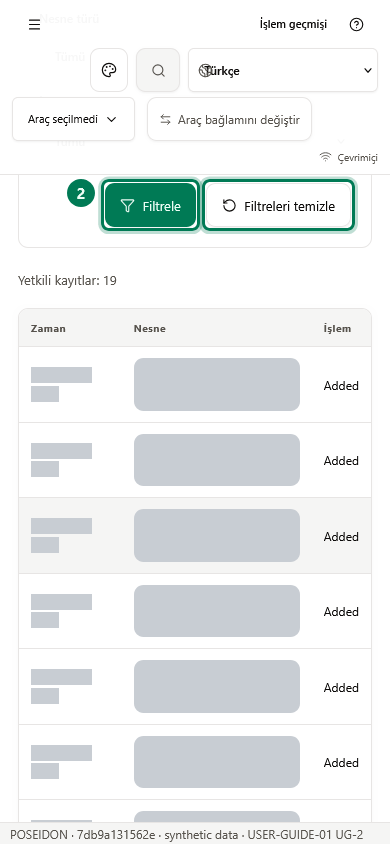 İşlem geçmişi
Türkçe
Araç seçilmedi
Araç bağlamını değiştir
Çevrimiçi
2
Filtrele
Filtreleri temizle
Yetkili kayıtlar: 19
Zaman Nesne İşlem
Added
Added
Added
Added
Added
Added
POSEIDON · 7db9a131562e · synthetic data · USER-GUIDE-01 UG-2